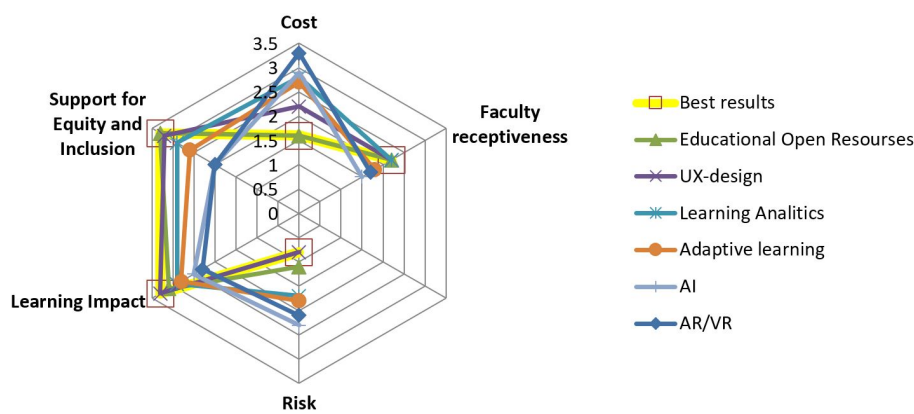 Cost
3.5
3
2.5
2
1.5
1
0.5
0
Support for
Equity and
Inclusion
Faculty
receptiveness
Learning Impact
Risk
Best results
Educational Open Resourses
UX-design
Learning Analitics
Adaptive learning
AI
AR/VR